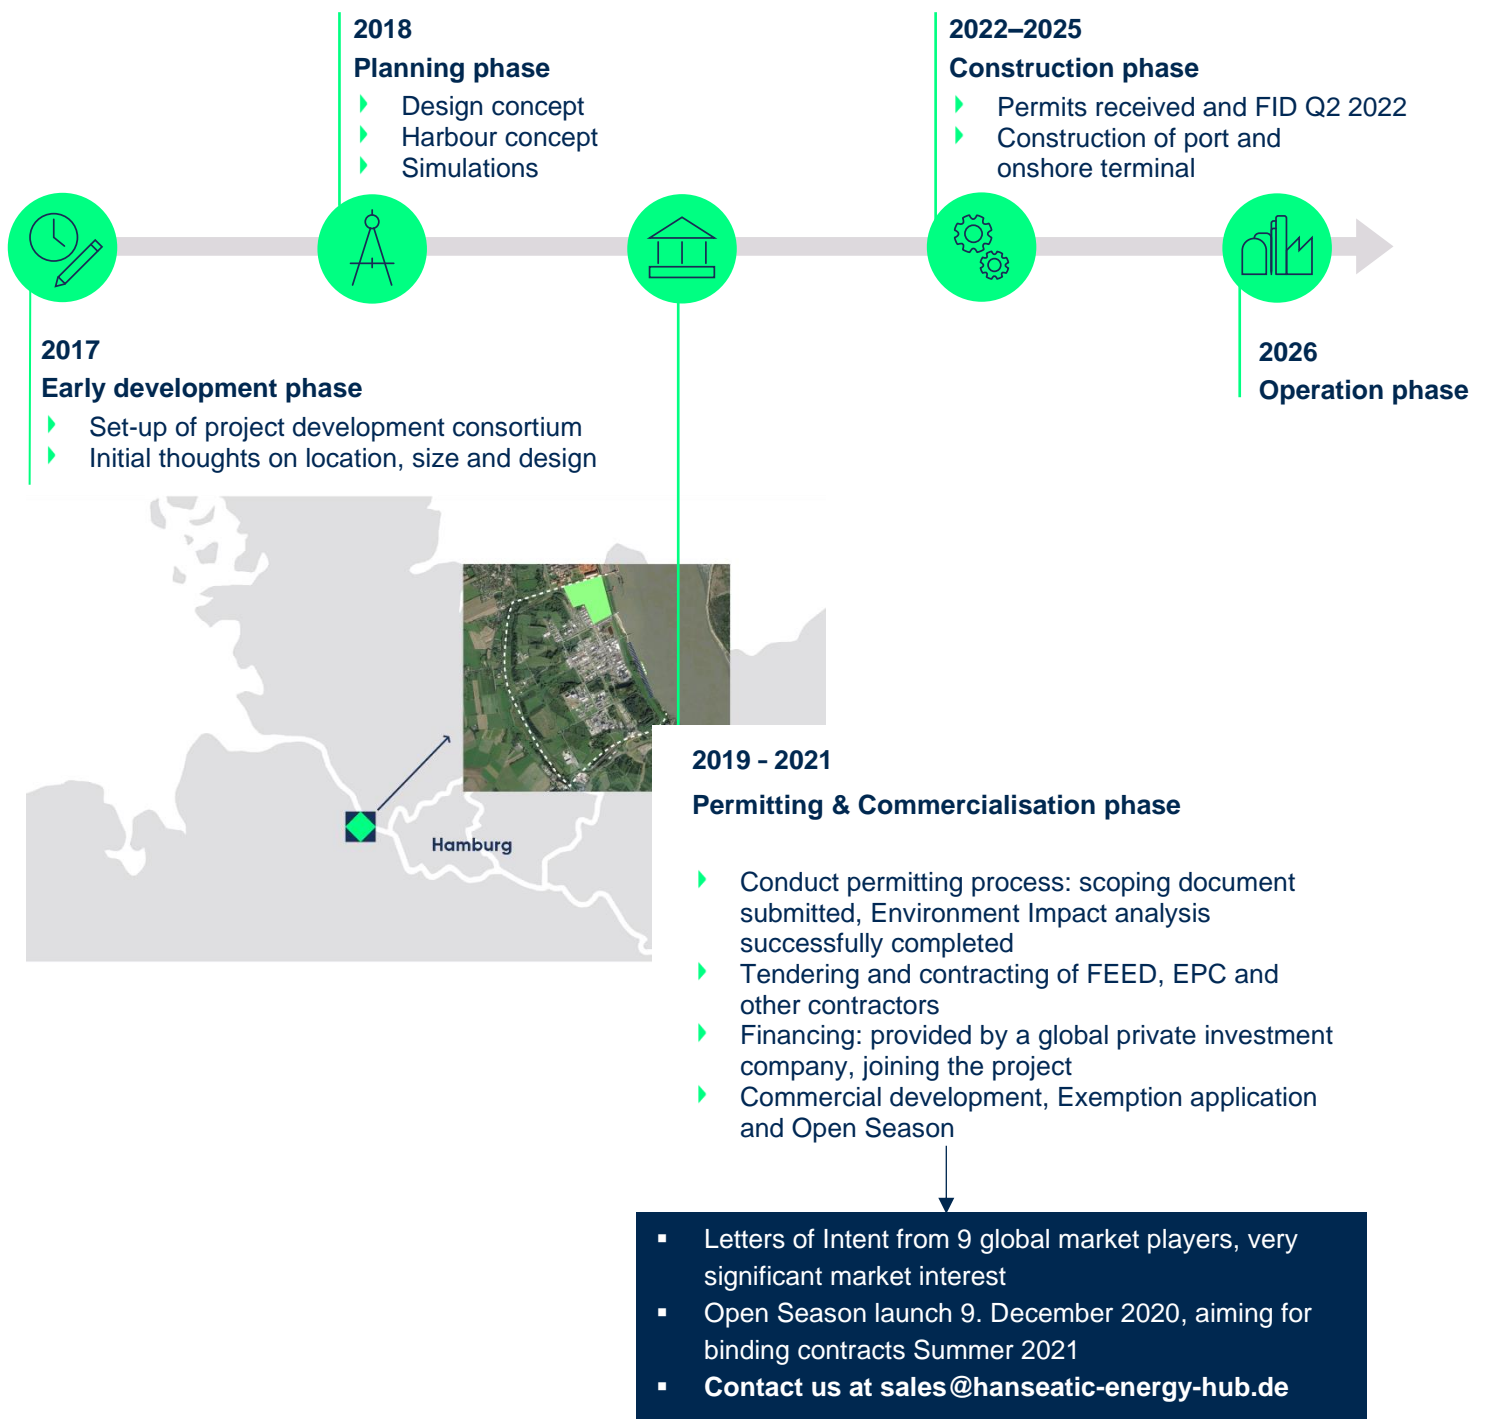 2018
Planning phase
Design concept
Harbour concept
Simulations
2022–2025
Construction phase
Permits received and FID Q2 2022
Construction of port and
onshore terminal
2017
Early development phase
Set-up of project development consortium
Initial thoughts on location, size and design
2026
Operation phase
Hamburg
2019 - 2021
Permitting & Commercialisation phase
Conduct permitting process: scoping document
submitted, Environment Impact analysis
successfully completed
Tendering and contracting of FEED, EPC and
other contractors
Financing: provided by a global private investment
company, joining the project
Commercial development, Exemption application
and Open Season
▪ Letters of Intent from 9 global market players, very
significant market interest
▪ Open Season launch 9. December 2020, aiming for
binding contracts Summer 2021
▪ Contact us at sales@hanseatic-energy-hub.de